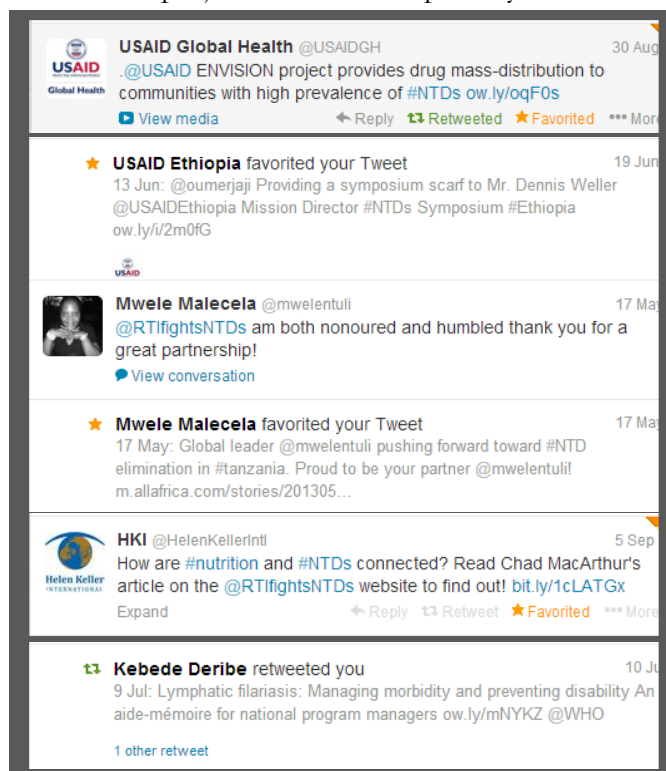 USAID Global Health @USAIDGH 30 Aug
.@USAID ENVISION project provides drug mass-distribution to
communities with high prevalence of #NTDs ow.ly/oqF0s
View media Reply Retweeted Favorited More
USAID
Global Health
USAID Ethiopia favorited your Tweet 19 Jun
13 Jun: @oumerjaji Providing a symposium scarf to Mr. Dennis Weller
@USAIDEthiopia Mission Director #NTDs Symposium #Ethiopia
ow.ly/i/2m0fG
USAID
Mwele Malecela @mwelentuli 17 May
@RTIfightsNTDs am both nonoured and humbled thank you for a
great partnership!
View conversation
Mwele Malecela favorited your Tweet 17 May
17 May: Global leader @mwelentuli pushing forward toward #NTD
elimination in #tanzania. Proud to be your partner @mwelentuli!
m.allafrica.com/stories/201305...
HKI @HelenKellerIntl 5 Sep
How are #nutrition and #NTDs connected? Read Chad MacArthur's
article on the @RTIfightsNTDs website to find out! bit.ly/1cLATGx
Expand Reply Retweet Favorited More
Helen Keller
INTERNATIONAL
Kebede Deribe retweeted you 10 Ju
9 Jul: Lymphatic filariasis: Managing morbidity and preventing disability An
aide-mémoire for national program managers ow.ly/mNYKZ @WHO
1 other retweet